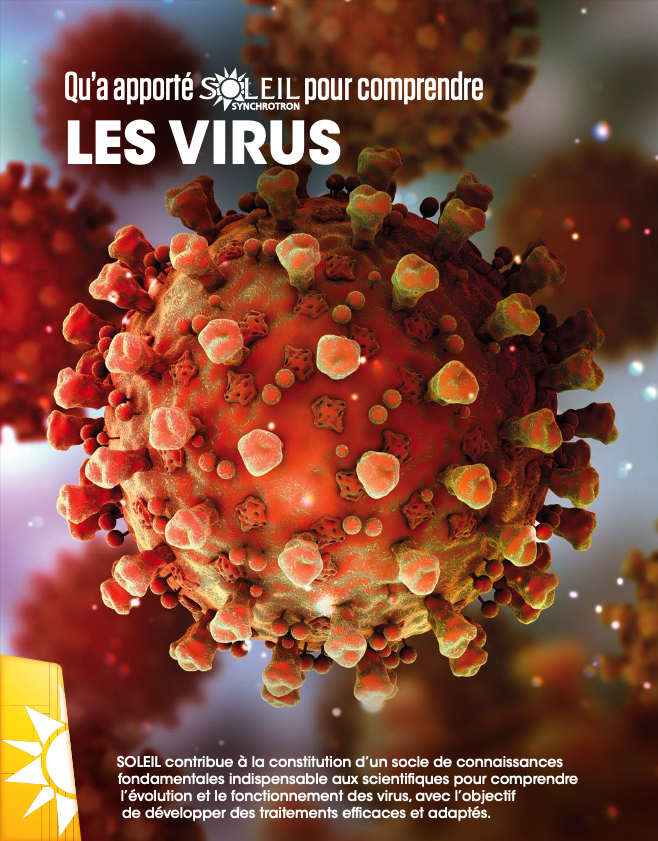 Qu'a apporté SOLEIL SYNCHROTRON pour comprendre
LES VIRUS
SOLEIL contribue à la constitution d'un socle de connaissances
fondamentales indispensable aux scientifiques pour comprendre
l'évolution et le fonctionnement des virus, avec l'objectif
de développer des traitements efficaces et adaptés.